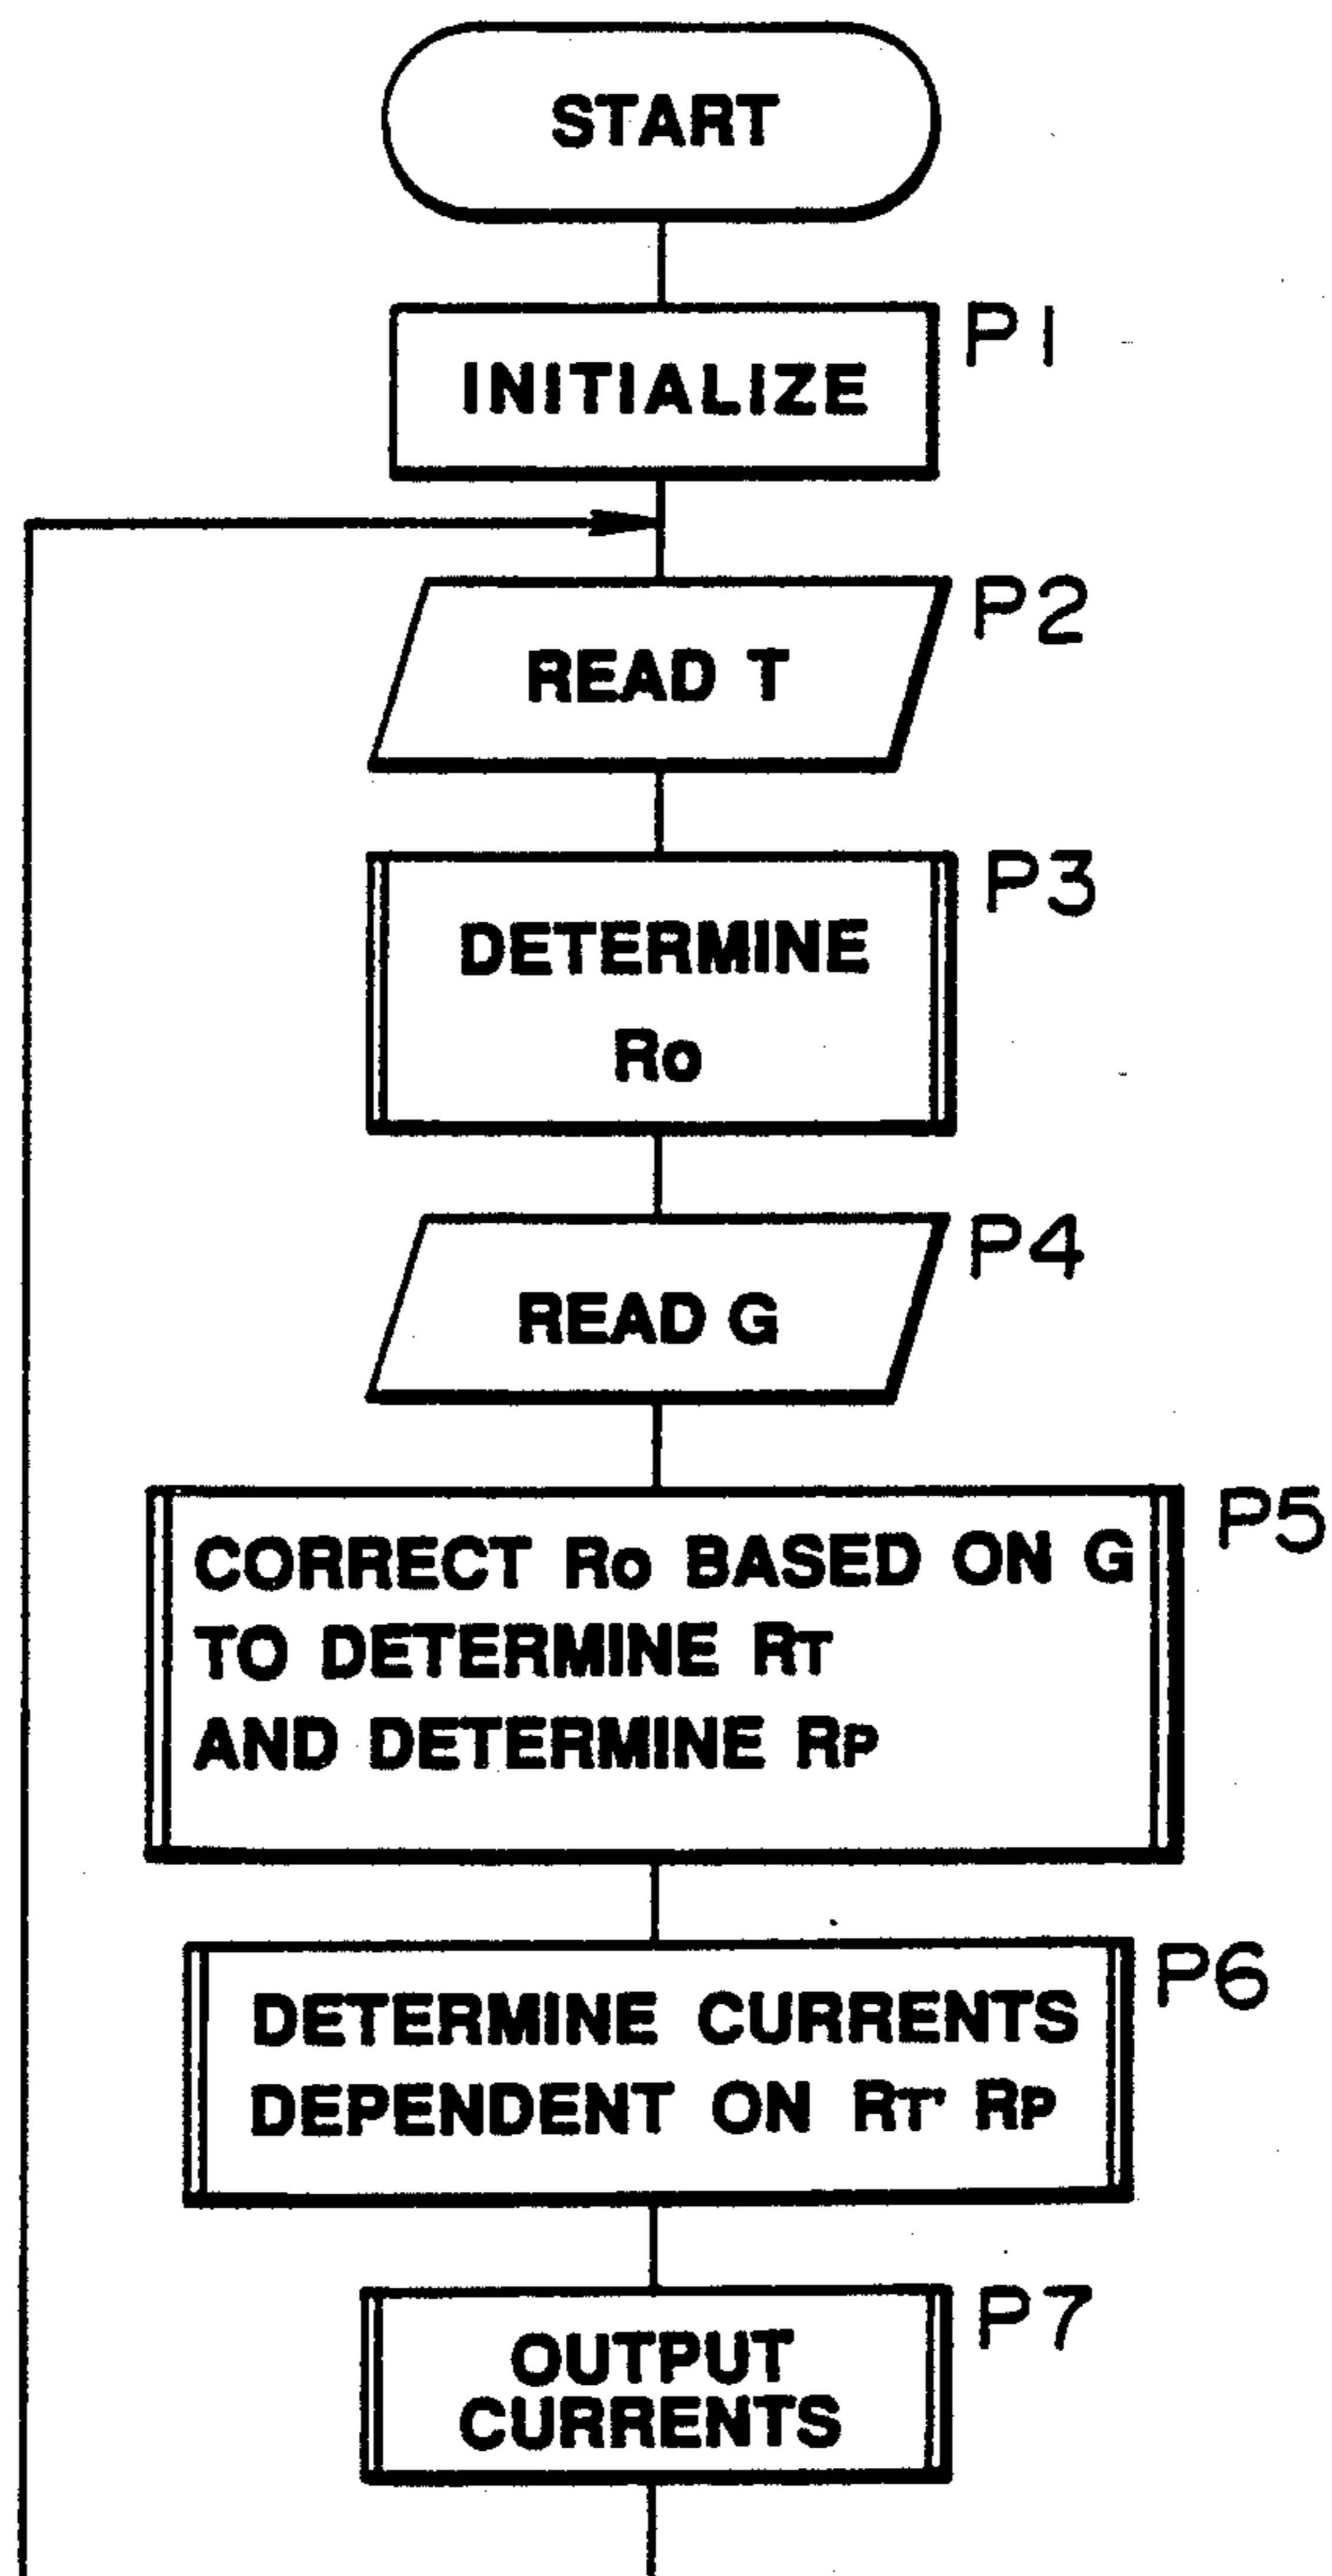 START
P1
INITIALIZE
P2
READ T
P3
DETERMINE
Ro
P4
READ G
P5
CORRECT Ro BASED ON G
TO DETERMINE RT
AND DETERMINE RP
P6
DETERMINE CURRENTS
DEPENDENT ON RT, RP
P7
OUTPUT
CURRENTS